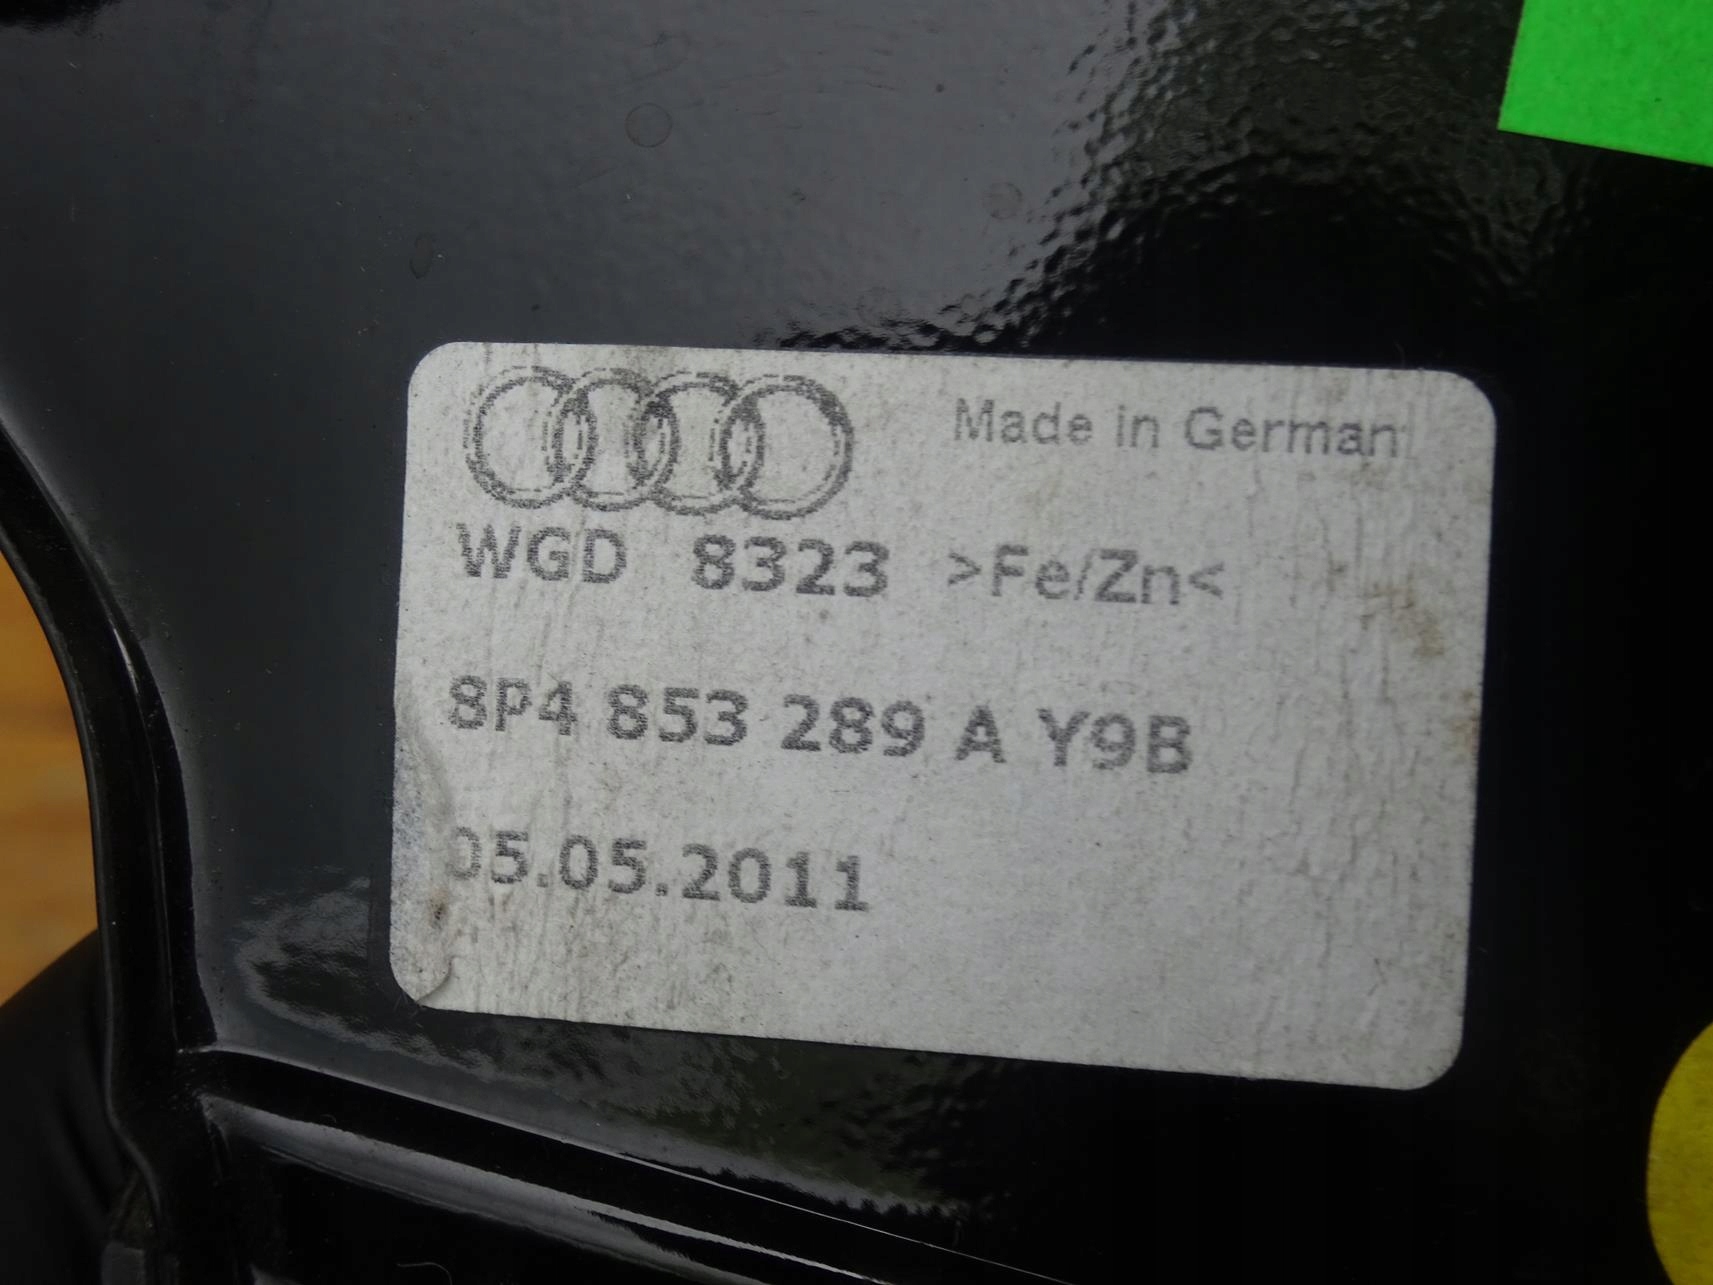 Made in German
WGD 8323 >Fe/Zn<
8P4 853 289 A Y9B
05.05.2011